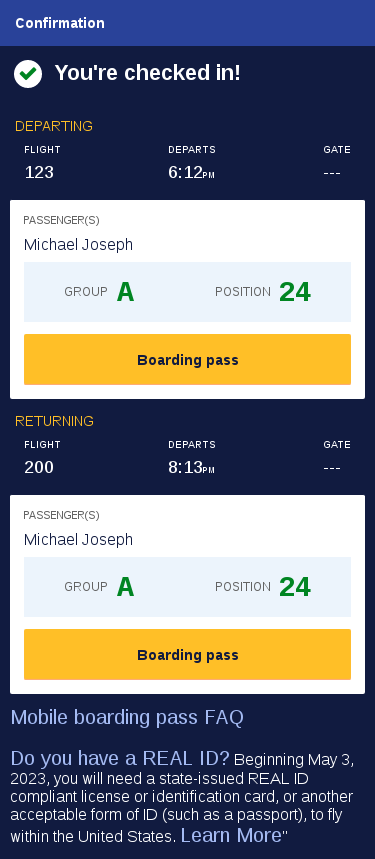 Confirmation
You're checked in!
DEPARTING
FLIGHT DEPARTS GATE
123 6:12PM ---
PASSENGER(S)
Michael Joseph
GROUP A POSITION 24
Boarding pass
RETURNING
FLIGHT DEPARTS GATE
200 8:13PM ---
PASSENGER(S)
Michael Joseph
GROUP A POSITION 24
Boarding pass
Mobile boarding pass FAQ
Do you have a REAL ID? Beginning May 3,
2023, you will need a state-issued REAL ID
compliant license or identification card, or another
acceptable form of ID (such as a passport), to fly
within the United States. Learn More"